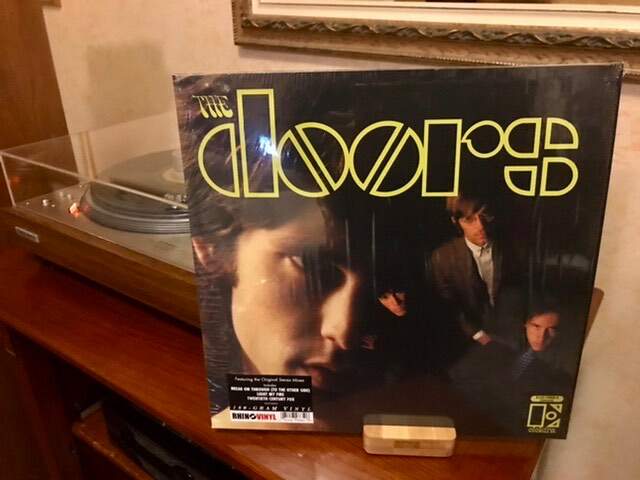 THE
doors
Featuring the Original Stereo Mixes
Includes
BREAK ON THROUGH (TO THE OTHER SIDE)
LIGHT MY FIRE
TWENTIETH CENTURY FOX
180-GRAM VINYL
RHINO VINYL